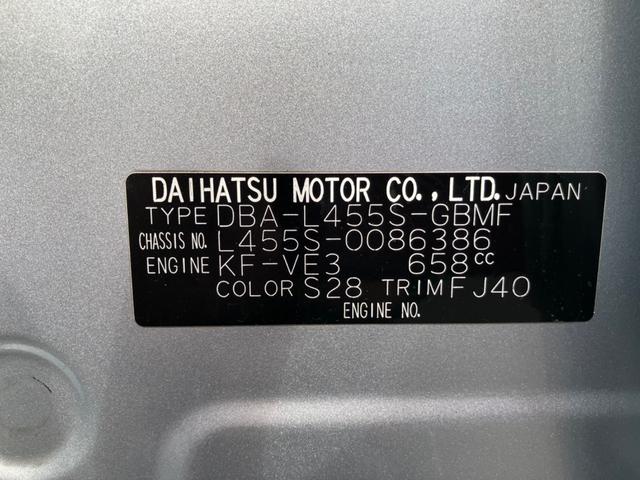 DAIHATSU MOTOR CO., LTD. JAPAN
TYPE DBA-L455S-GBMF
CHASSIS NO. L455S-0086386
ENGINE KF-VE3 658cc
COLOR S28 TRIM FJ40
ENGINE NO.